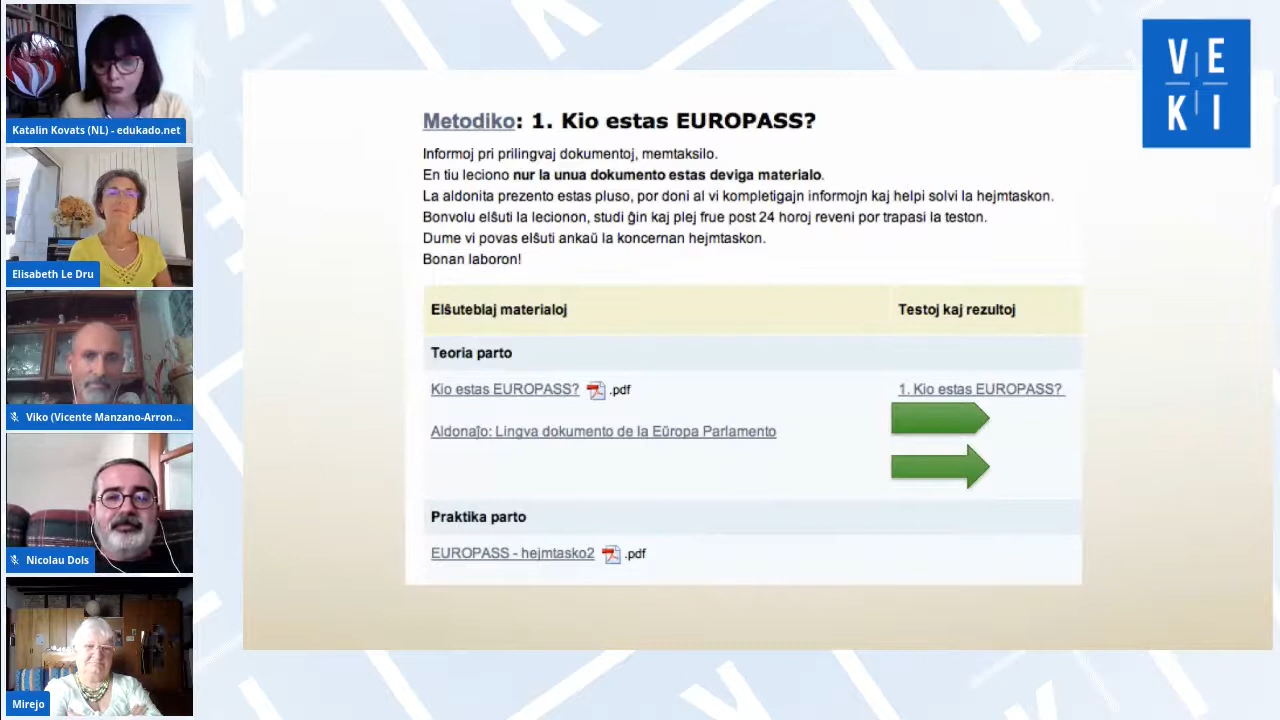 Katalin Kovats (NL) - edukado.net
Elisabeth Le Dru
Viko (Vicente Manzano-Arron...
Nicolau Dols
Mirejo
V E
K I
Metodiko: 1. Kio estas EUROPASS?
Informoj pri prilingvaj dokumentoj, memtaksilo.
En tiu leciono nur la unua dokumento estas deviga materialo.
La aldonita prezento estas pluso, por doni al vi kompletigajn informojn kaj helpi solvi la hejmtaskon.
Bonvolu elŝuti la lecionon, studi ĝin kaj plej frue post 24 horoj reveni por trapasi la teston.
Dume vi povas elŝuti ankaŭ la koncernan hejmtaskon.
Bonan laboron!
Elŝuteblaj materialoj Testoj kaj rezultoj
Teoria parto
Kio estas EUROPASS? .pdf 1. Kio estas EUROPASS?
Aldonaĵo: Lingva dokumento de la Eŭropa Parlamento
Praktika parto
EUROPASS - hejmtasko2 .pdf